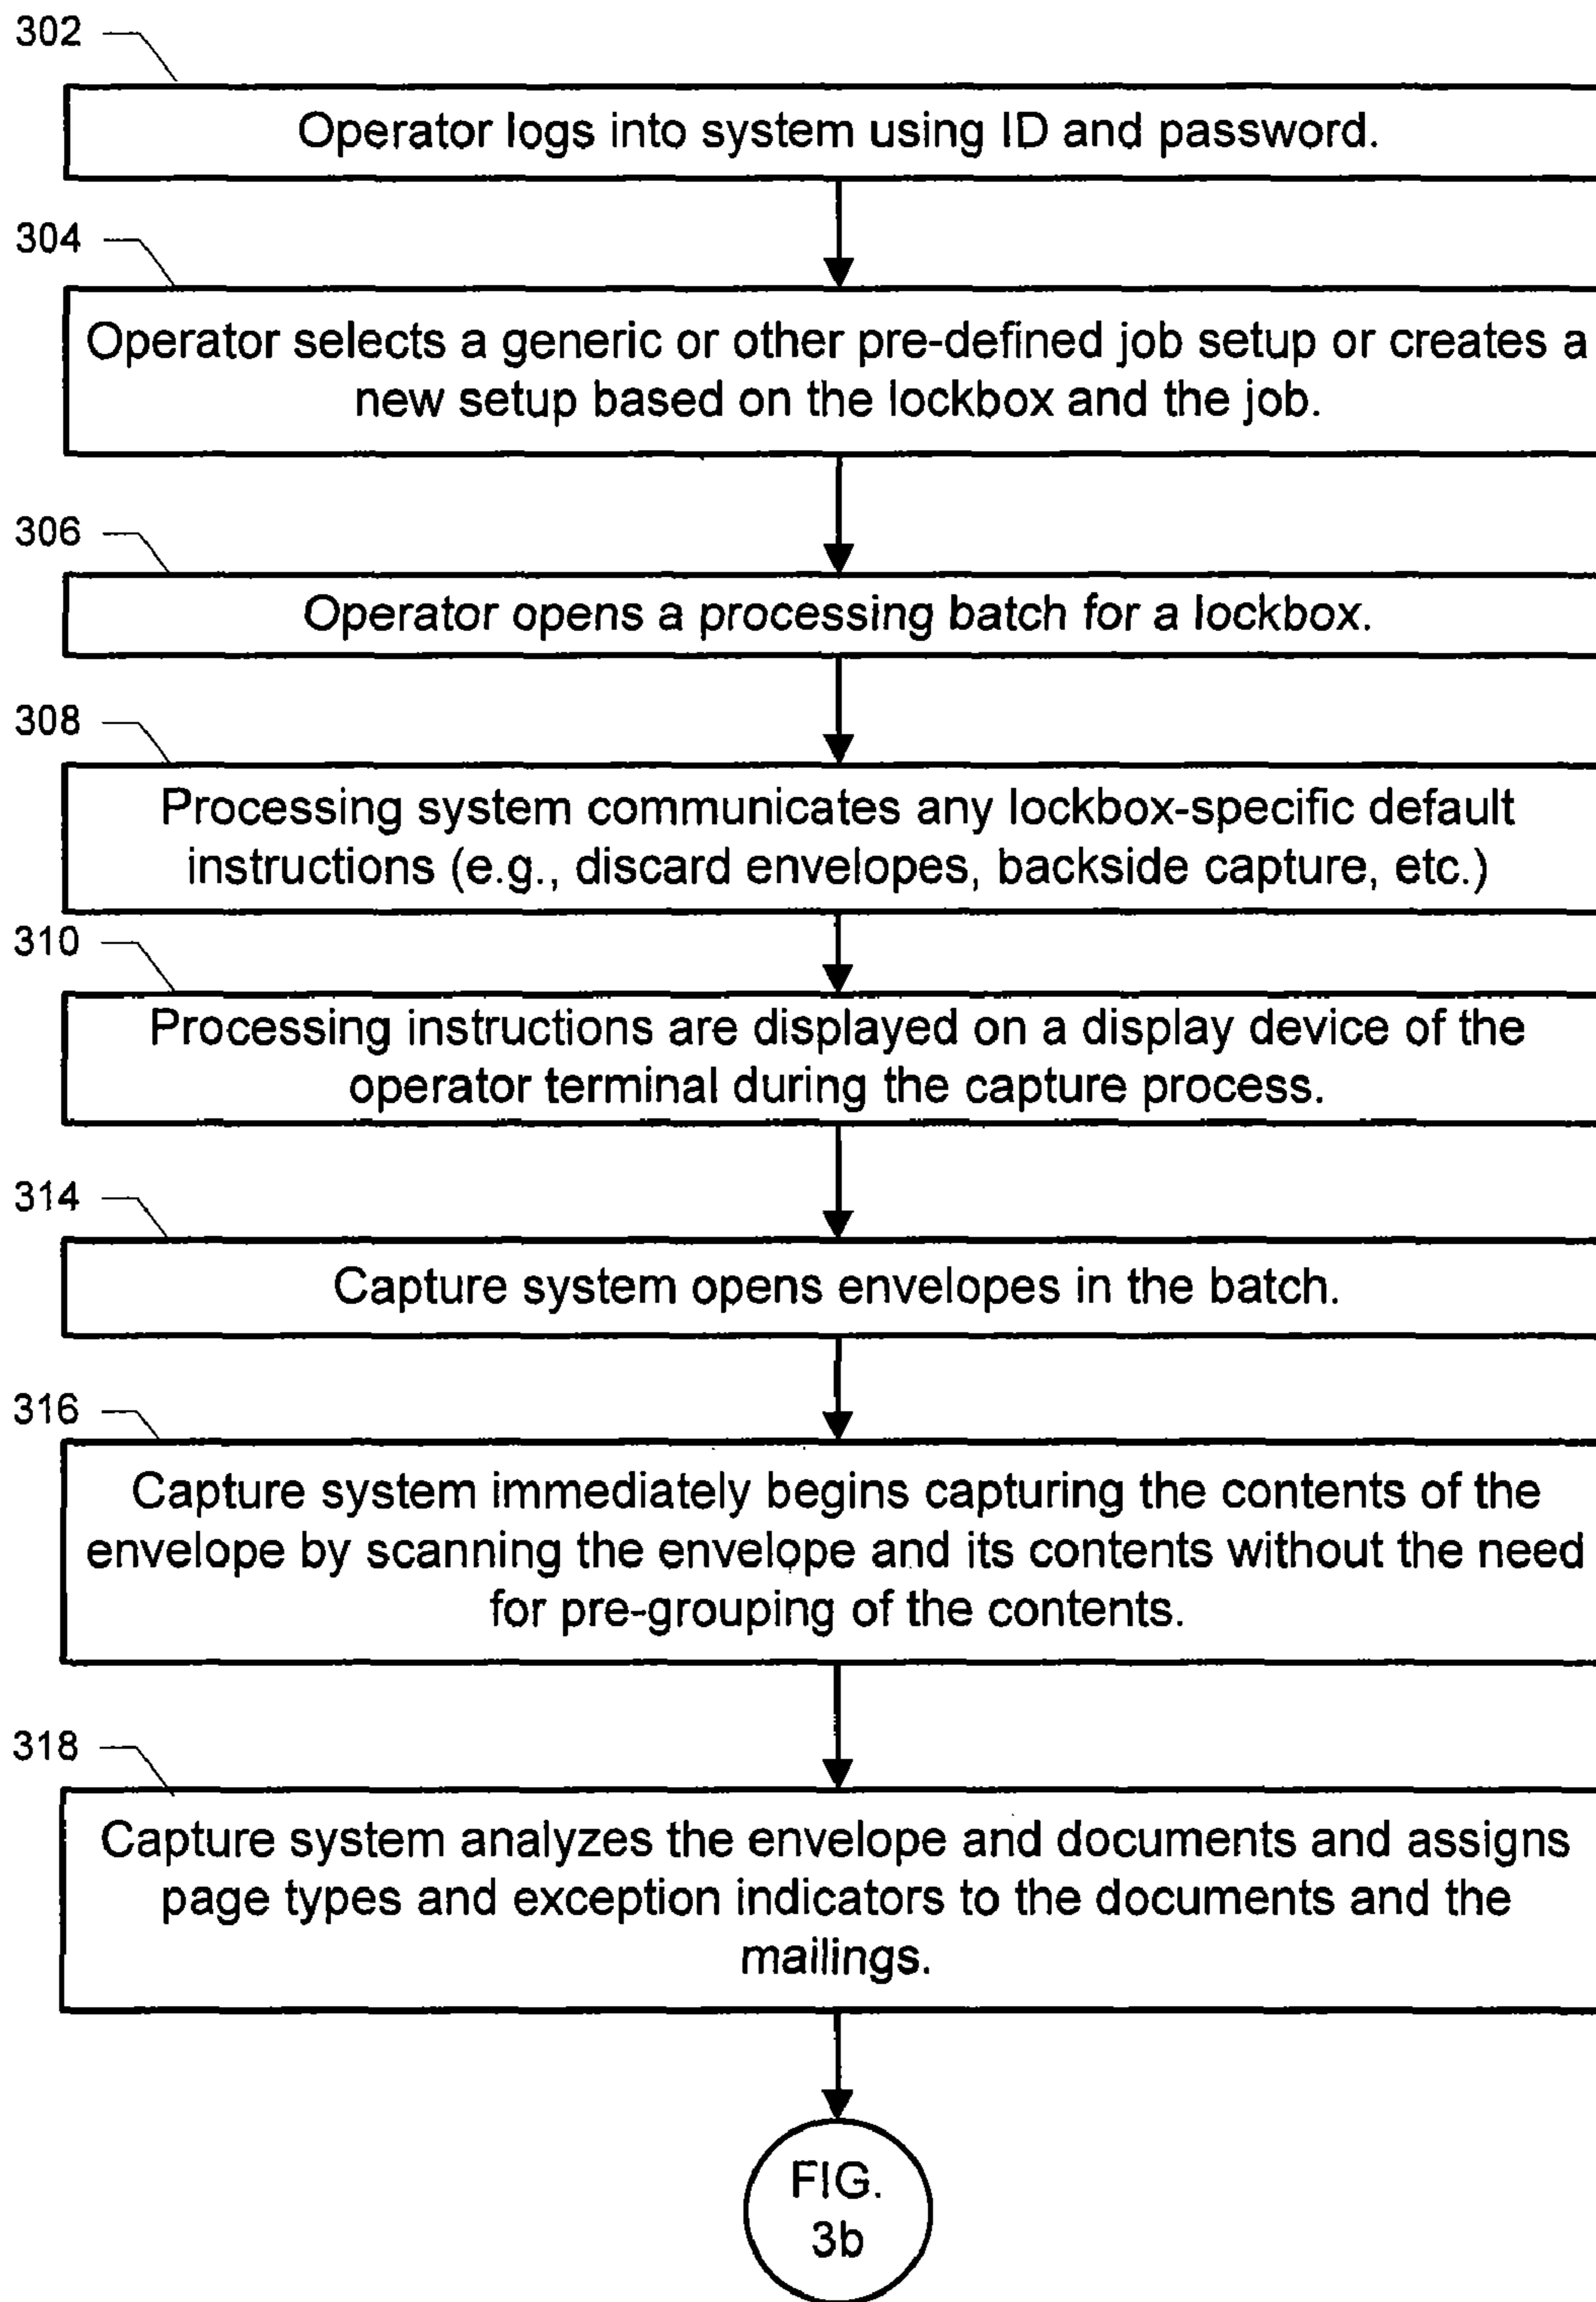 302
Operator logs into system using ID and password.
304
Operator selects a generic or other pre-defined job setup or creates a
new setup based on the lockbox and the job.
306
Operator opens a processing batch for a lockbox.
308
Processing system communicates any lockbox-specific default
instructions (e.g., discard envelopes, backside capture, etc.)
310
Processing instructions are displayed on a display device of the
operator terminal during the capture process.
314
Capture system opens envelopes in the batch.
316
Capture system immediately begins capturing the contents of the
envelope by scanning the envelope and its contents without the need
for pre-grouping of the contents.
318
Capture system analyzes the envelope and documents and assigns
page types and exception indicators to the documents and the
mailings.
FIG.
3b